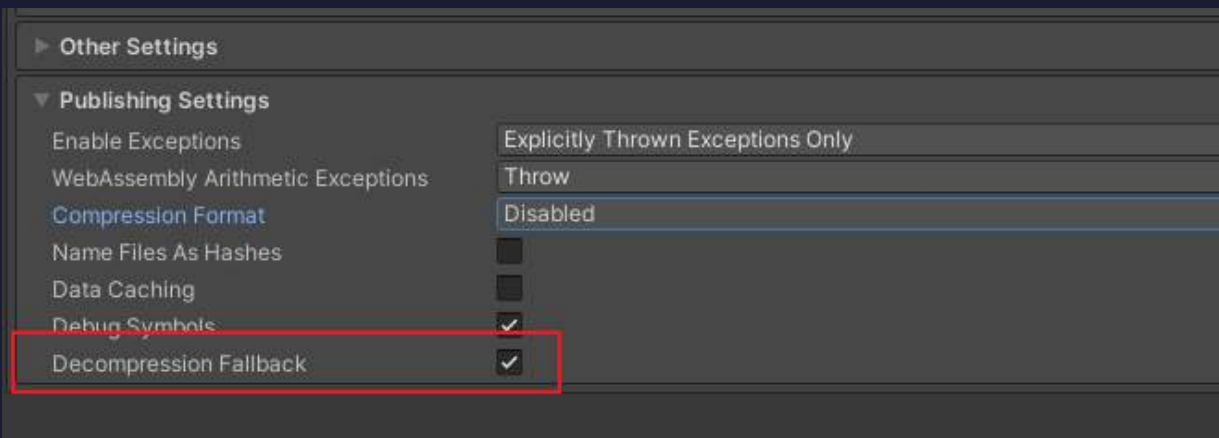 Other Settings
Publishing Settings
Enable Exceptions Explicitly Thrown Exceptions Only
WebAssembly Arithmetic Exceptions Throw
Compression Format Disabled
Name Files As Hashes
Data Caching
Debug Symbols
Decompression Fallback